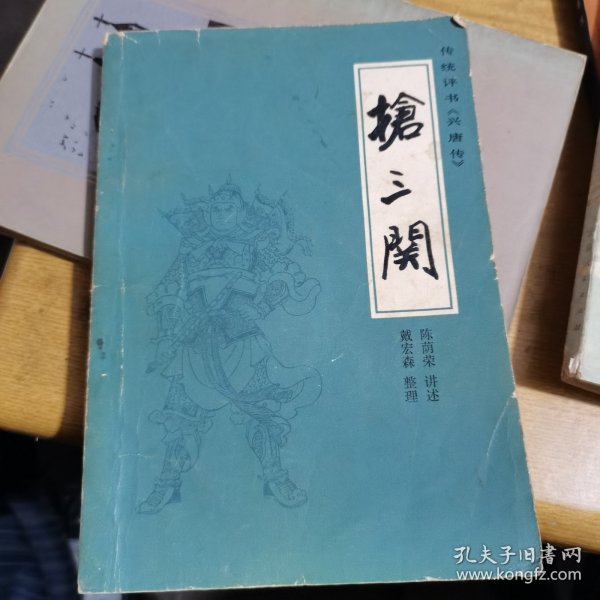 传统评书《兴唐传》
槍三関
陈荫荣 讲述
戴宏森 整理
孔夫子旧书网
www.kongfz.com